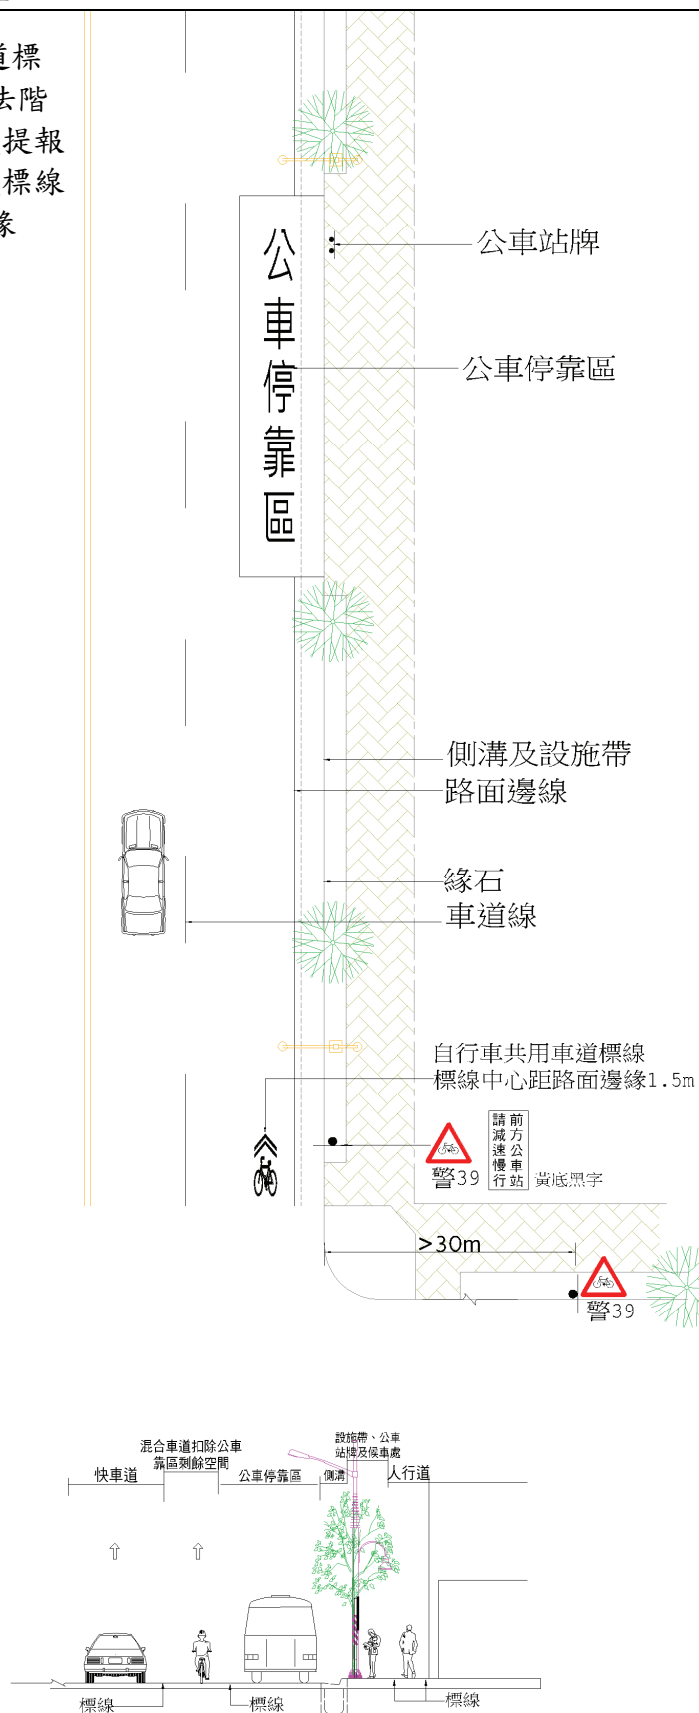 道標
法階
提報
標線
緣
公車停靠區
公車站牌
公車停靠區
側溝及設施帶
路面邊線
緣石
車道線
自行車共用車道標線
標線中心距路面邊緣1.5m
前方公車站
請減速慢行
警39
黃底黑字
>30m
警39
設施帶、公車
站牌及候車處
混合車道扣除公車
靠區剩餘空間
快車道
公車停靠區
側溝
人行道
標線
標線
標線